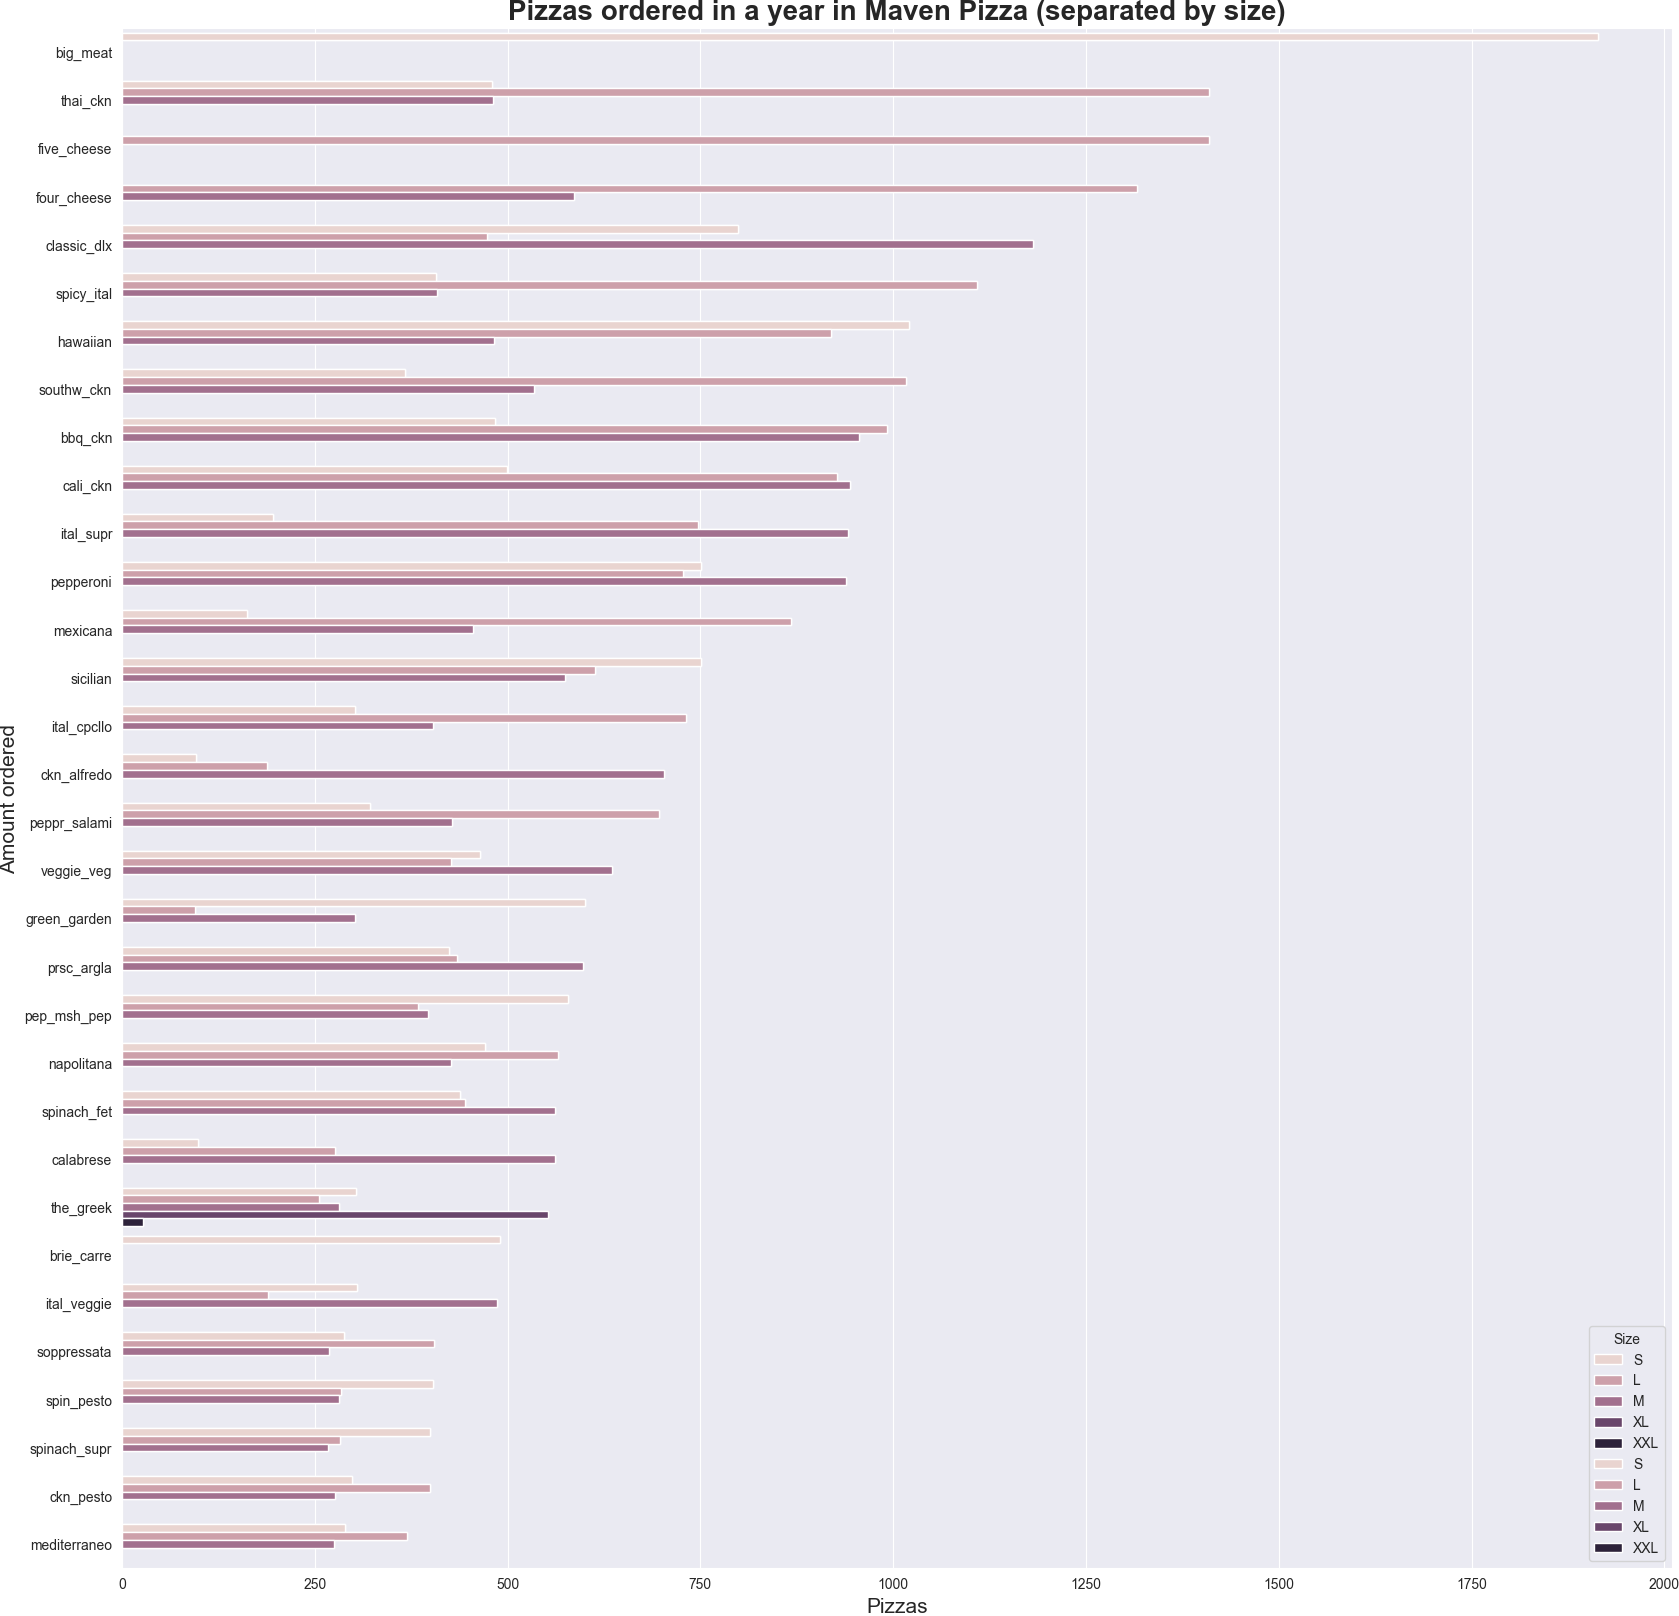 Pizzas ordered in a year in Maven Pizza (separated by size)
big_meat
thai_ckn
five_cheese
four_cheese
classic_dlx
spicy_ital
hawaiian
southw_ckn
bbq_ckn
cali_ckn
ital_supr
pepperoni
mexicana
sicilian
ital_cpcllo
ckn_alfredo
peppr_salami
veggie_veg
green_garden
prsc_argla
pep_msh_pep
napolitana
spinach_fet
calabrese
the_greek
brie_carre
ital_veggie
soppressata
spin_pesto
spinach_supr
ckn_pesto
mediterraneo
Amount ordered
0 250 500 750 1000 1250 1500 1750 2000
Pizzas
Size
S
L
M
XL
XXL
S
L
M
XL
XXL